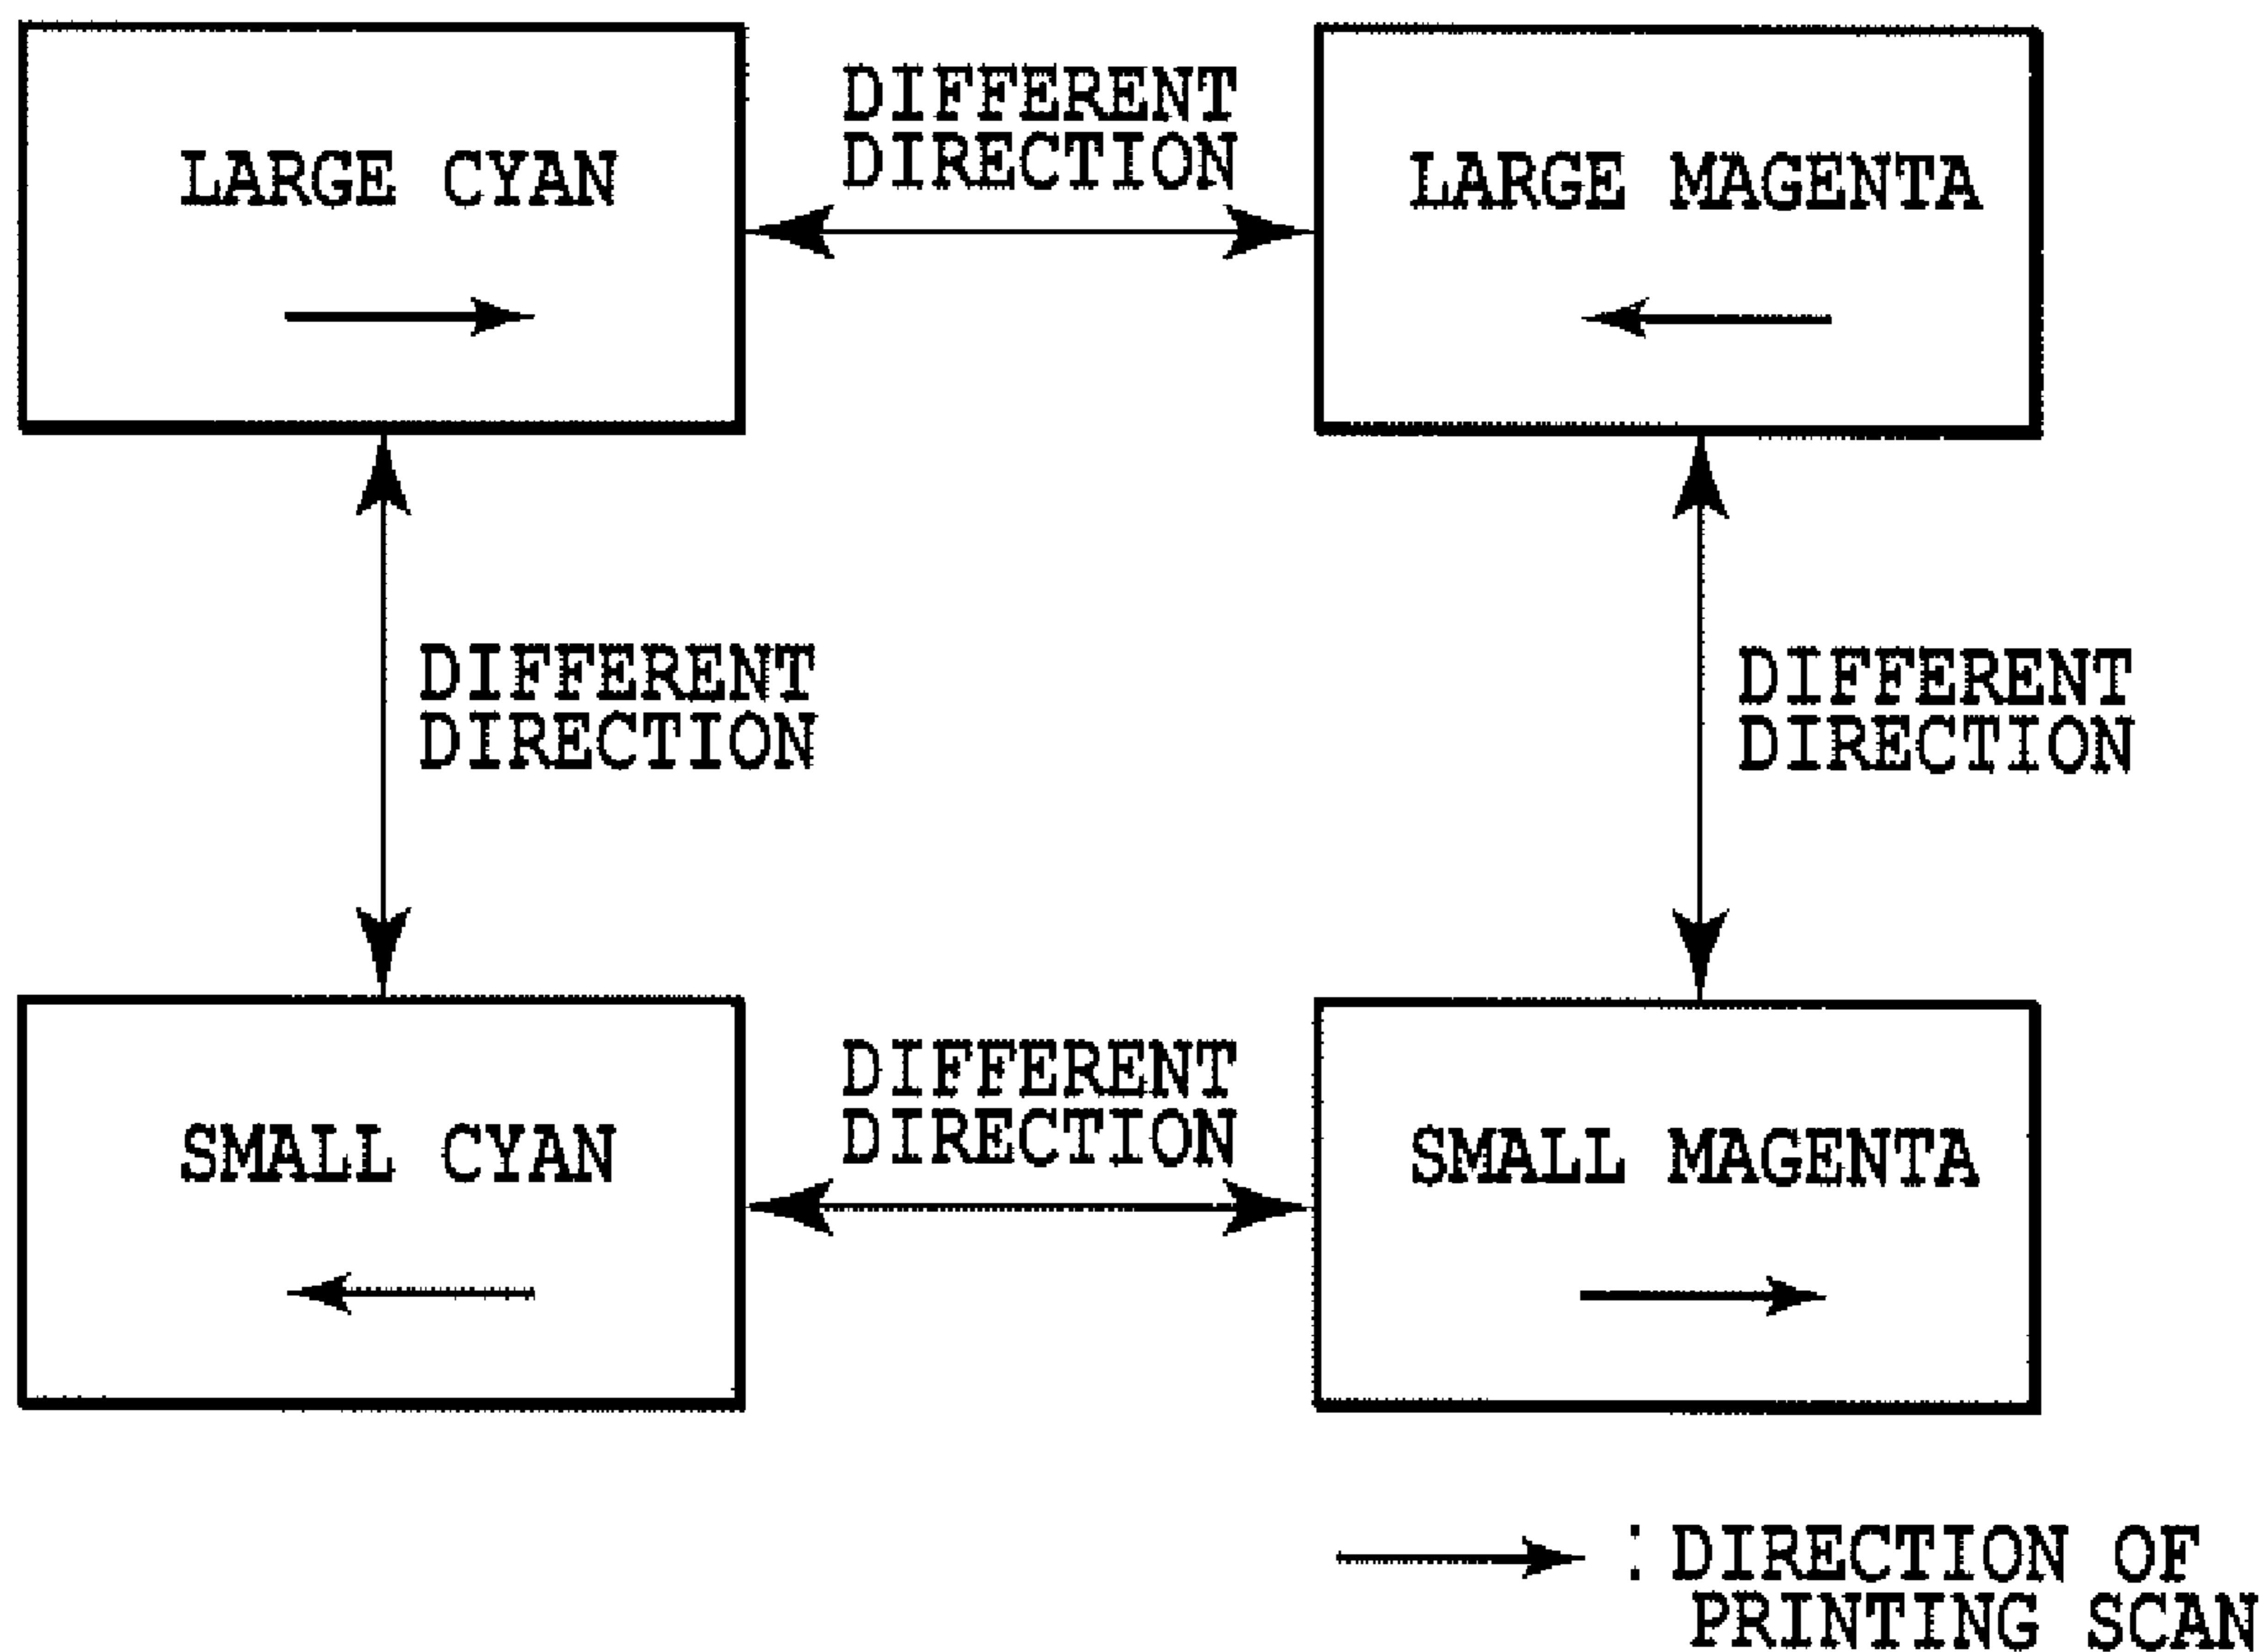 DIFFERENT
DIRECTION
LARGE CYAN
LARGE MAGENTA
DIFFERENT
DIRECTION
DIFFERENT
DIRECTION
DIFFERENT
DIRECTION
SMALL CYAN
SMALL MAGENTA
: DIRECTION OF
PRINTING SCAN